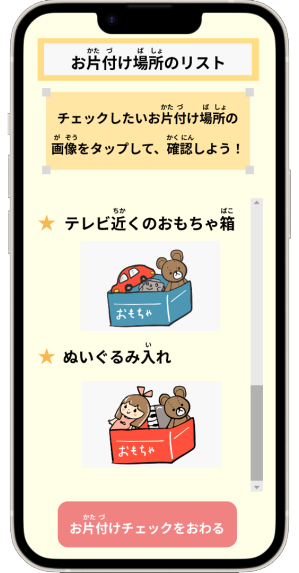 お片付け場所のリスト
チェックしたいお片付け場所の
画像をタップして、確認しよう！
★ テレビ近くのおもちゃ箱
おもちゃ
★ ぬいぐるみ入れ
おもちゃ
お片付けチェックをおわる